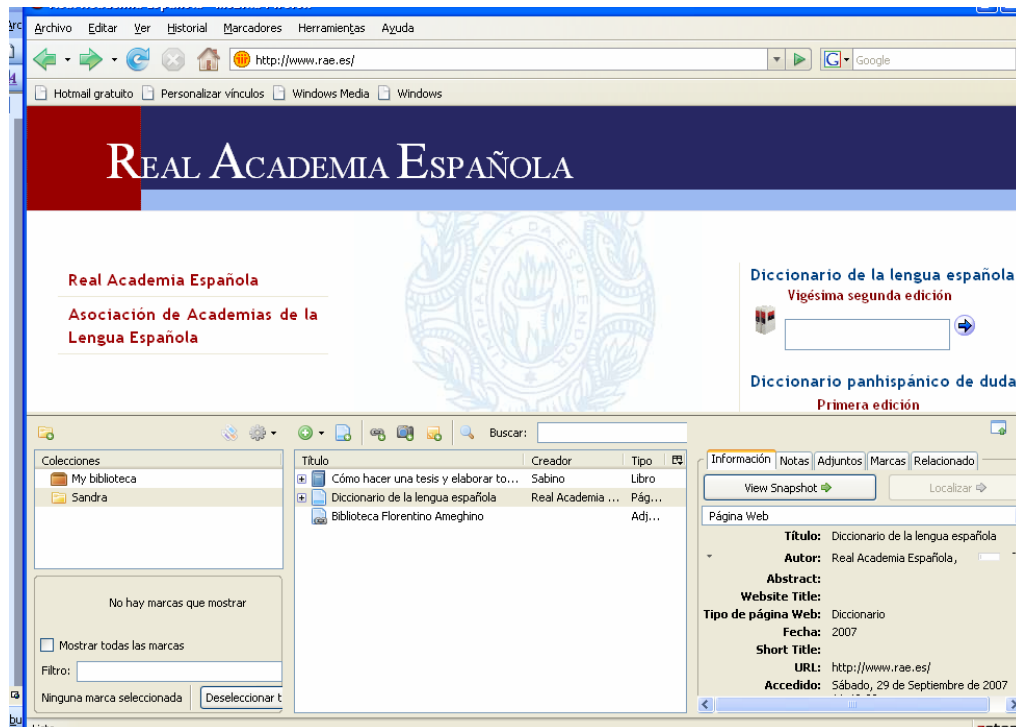 Archivo Editar Ver Historial Marcadores Herramientas Ayuda
http://www.rae.es/
G Google
Hotmail gratuito Personalizar vínculos Windows Media Windows
REAL ACADEMIA ESPAÑOLA
Real Academia Española
Asociación de Academias de la
Lengua Española
Diccionario de la lengua española
Vigésima segunda edición
Diccionario panhispánico de duda
Primera edición
Buscar:
Colecciones
My biblioteca
Sandra
No hay marcas que mostrar
Mostrar todas las marcas
Filtro:
Ninguna marca seleccionada Deseleccionar t
Título Creador Tipo
Cómo hacer una tesis y elaborar to... Sabino Libro
Diccionario de la lengua española Real Academia ... Pág...
Biblioteca Florentino Ameghino Adj...
Información Notas Adjuntos Marcas Relacionado
View Snapshot Localizar
Página Web
Título: Diccionario de la lengua española
Autor: Real Academia Española,
Abstract:
Website Title:
Tipo de página Web: Diccionario
Fecha: 2007
Short Title:
URL: http://www.rae.es/
Accedido: Sábado, 29 de Septiembre de 2007